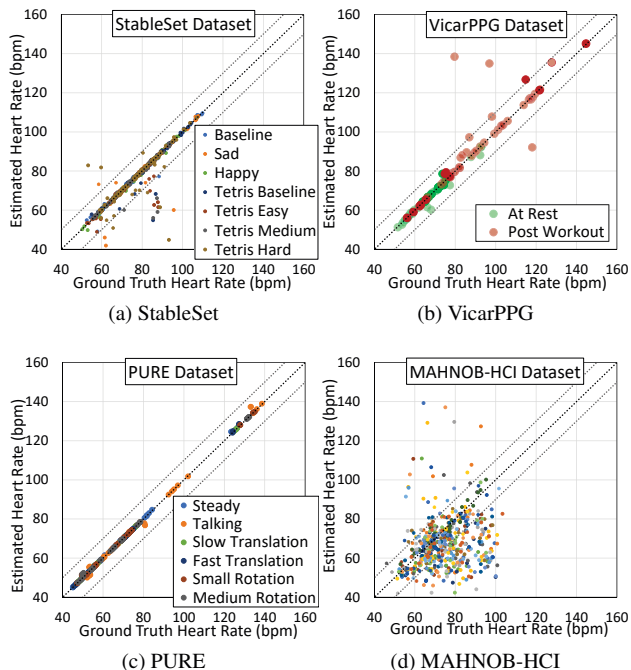 StableSet Dataset
Estimated Heart Rate (bpm)
160
140
120
100
80
60
40
Baseline
Sad
Happy
Tetris Baseline
Tetris Easy
Tetris Medium
Tetris Hard
40 60 80 100 120 140 160
Ground Truth Heart Rate (bpm)
(a) StableSet
VicarPPG Dataset
Estimated Heart Rate (bpm)
160
140
120
100
80
60
40
At Rest
Post Workout
40 60 80 100 120 140 160
Ground Truth Heart Rate (bpm)
(b) VicarPPG
PURE Dataset
Estimated Heart Rate (bpm)
160
140
120
100
80
60
40
Steady
Talking
Slow Translation
Fast Translation
Small Rotation
Medium Rotation
40 60 80 100 120 140 160
Ground Truth Heart Rate (bpm)
(c) PURE
MAHNOB-HCI Dataset
Estimated Heart Rate (bpm)
160
140
120
100
80
60
40
40 60 80 100 120 140 160
Ground Truth Heart Rate (bpm)
(d) MAHNOB-HCI